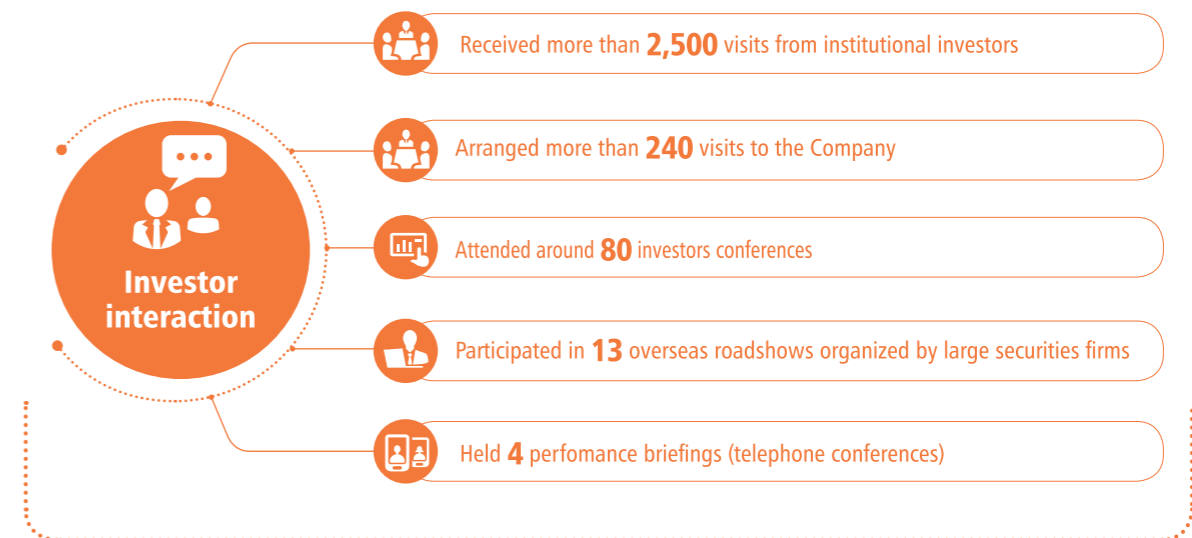 Investor
interaction
Received more than 2,500 visits from institutional investors
Arranged more than 240 visits to the Company
Attended around 80 investors conferences
Participated in 13 overseas roadshows organized by large securities firms
Held 4 perfomance briefings (telephone conferences)